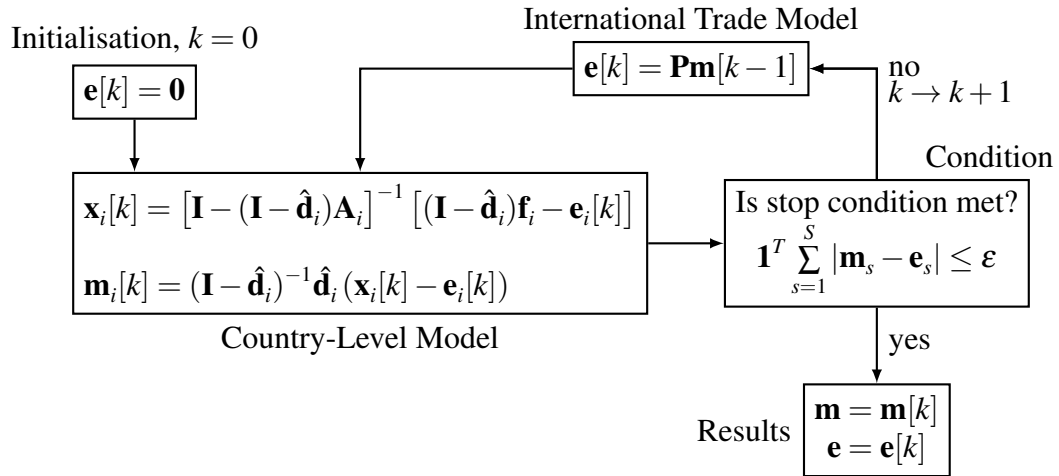 International Trade Model
Initialisation, k = 0
e[k] = 0
e[k] = Pm[k − 1]
no
k → k + 1
Condition
x_i[k] = [I − (I − d̂_i)A_i]^{−1} [(I − d̂_i)f_i − e_i[k]]
m_i[k] = (I − d̂_i)^{−1} d̂_i (x_i[k] − e_i[k])
Country-Level Model
Is stop condition met?
1^T ∑_{s=1}^{S} |m_s − e_s| ≤ ε
yes
Results
m = m[k]
e = e[k]